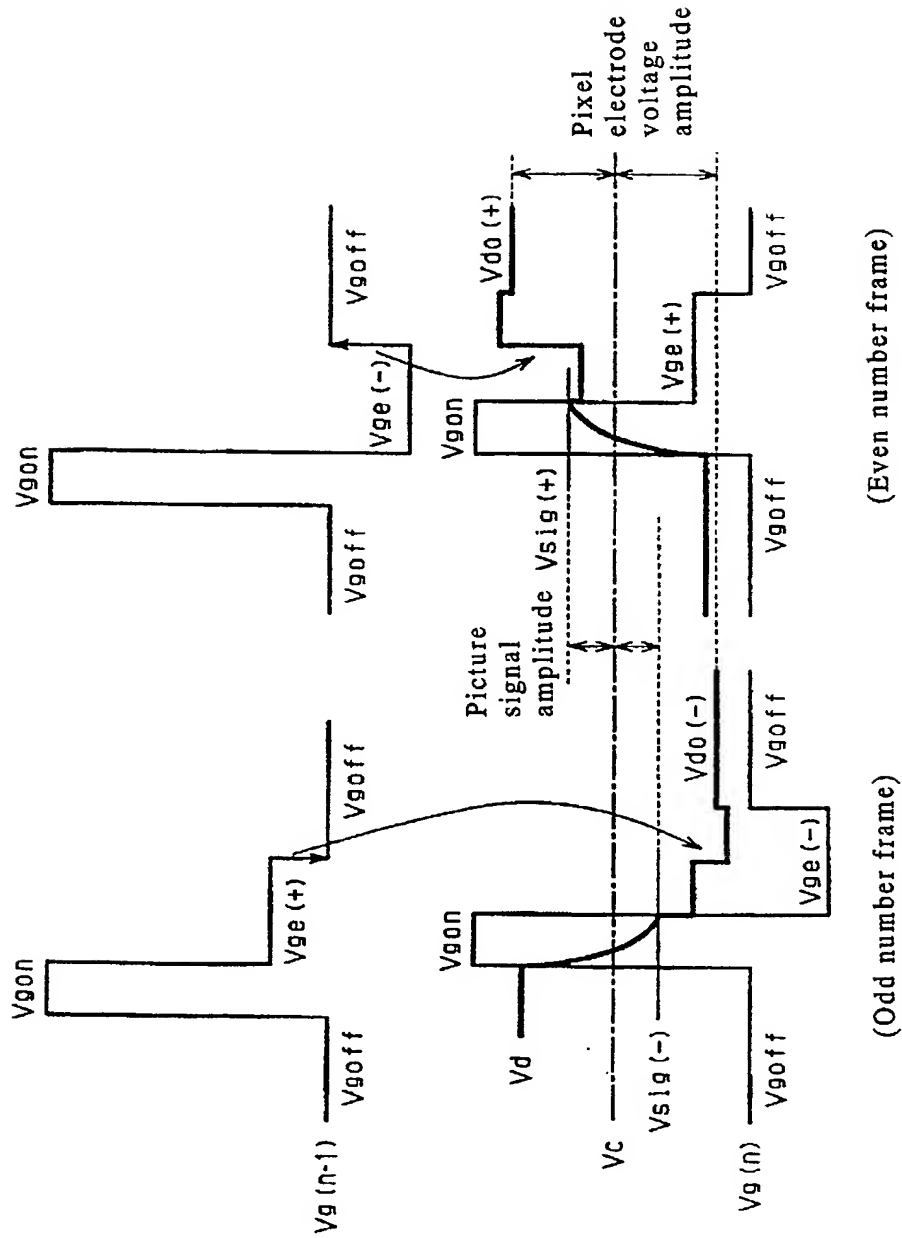 Vgon
Vgon
Vge (+)
Vge (-)
Vg (n-1)
Vgoff
Vgoff
Vgoff
Vgoff
Picture
signal
amplitude
Vsig (+)
Vgon
Vgon
Vdo (+)
Pixel
electrode
voltage
amplitude
Vd
Vc
Vsig (-)
Vdo (-)
Vge (+)
Vg (n)
Vgoff
Vgoff
Vgoff
Vgoff
Vge (-)
(Odd number frame)
(Even number frame)